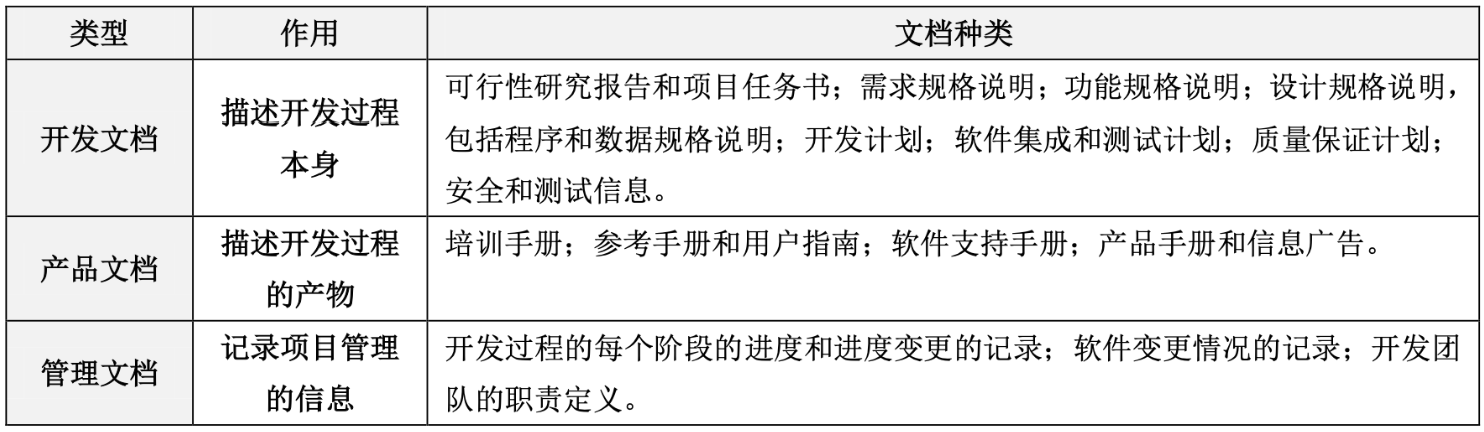 类型 作用 文档种类
开发文档
描述开发过程
本身
可行性研究报告和项目任务书；需求规格说明；功能规格说明；设计规格说明，
包括程序和数据规格说明；开发计划；软件集成和测试计划；质量保证计划；
安全和测试信息。
产品文档
描述开发过程
的产物
培训手册；参考手册和用户指南；软件支持手册；产品手册和信息广告。
管理文档
记录项目管理
的信息
开发过程的每个阶段的进度和进度变更的记录；软件变更情况的记录；开发团
队的职责定义。